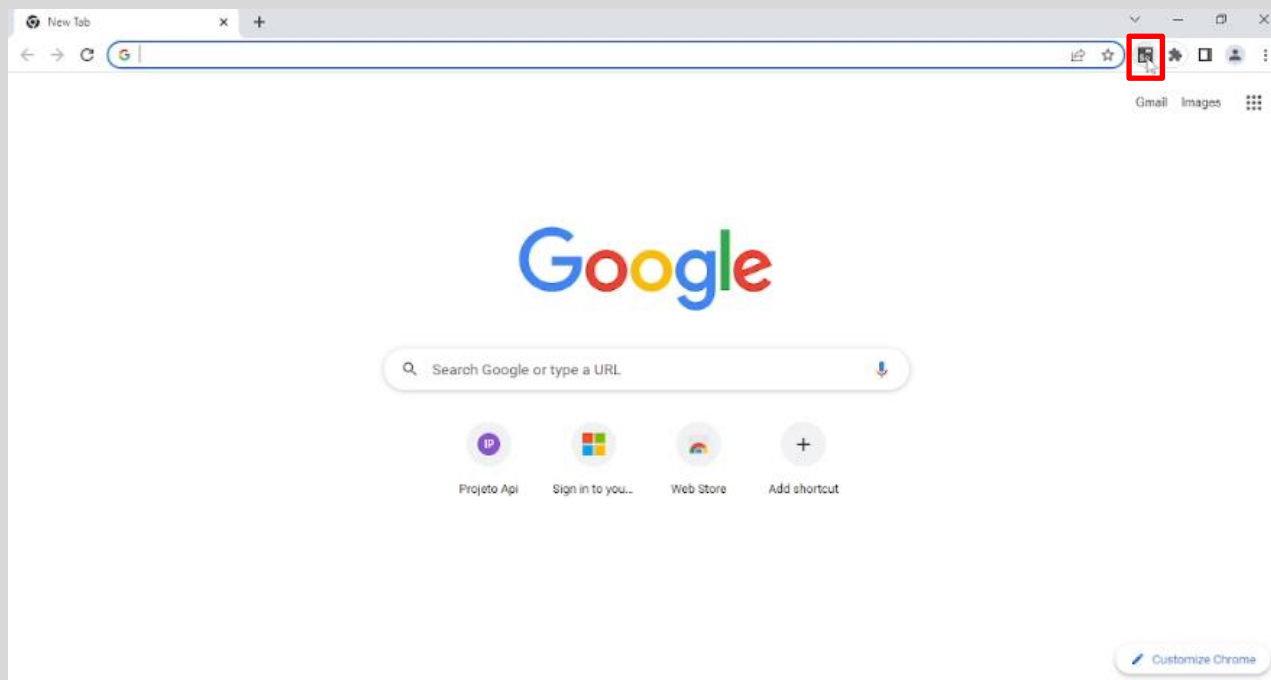 New Tab
G
Gmail Images
Google
Search Google or type a URL
IP
Projeto Api Sign in to you... Web Store Add shortcut
Customize Chrome